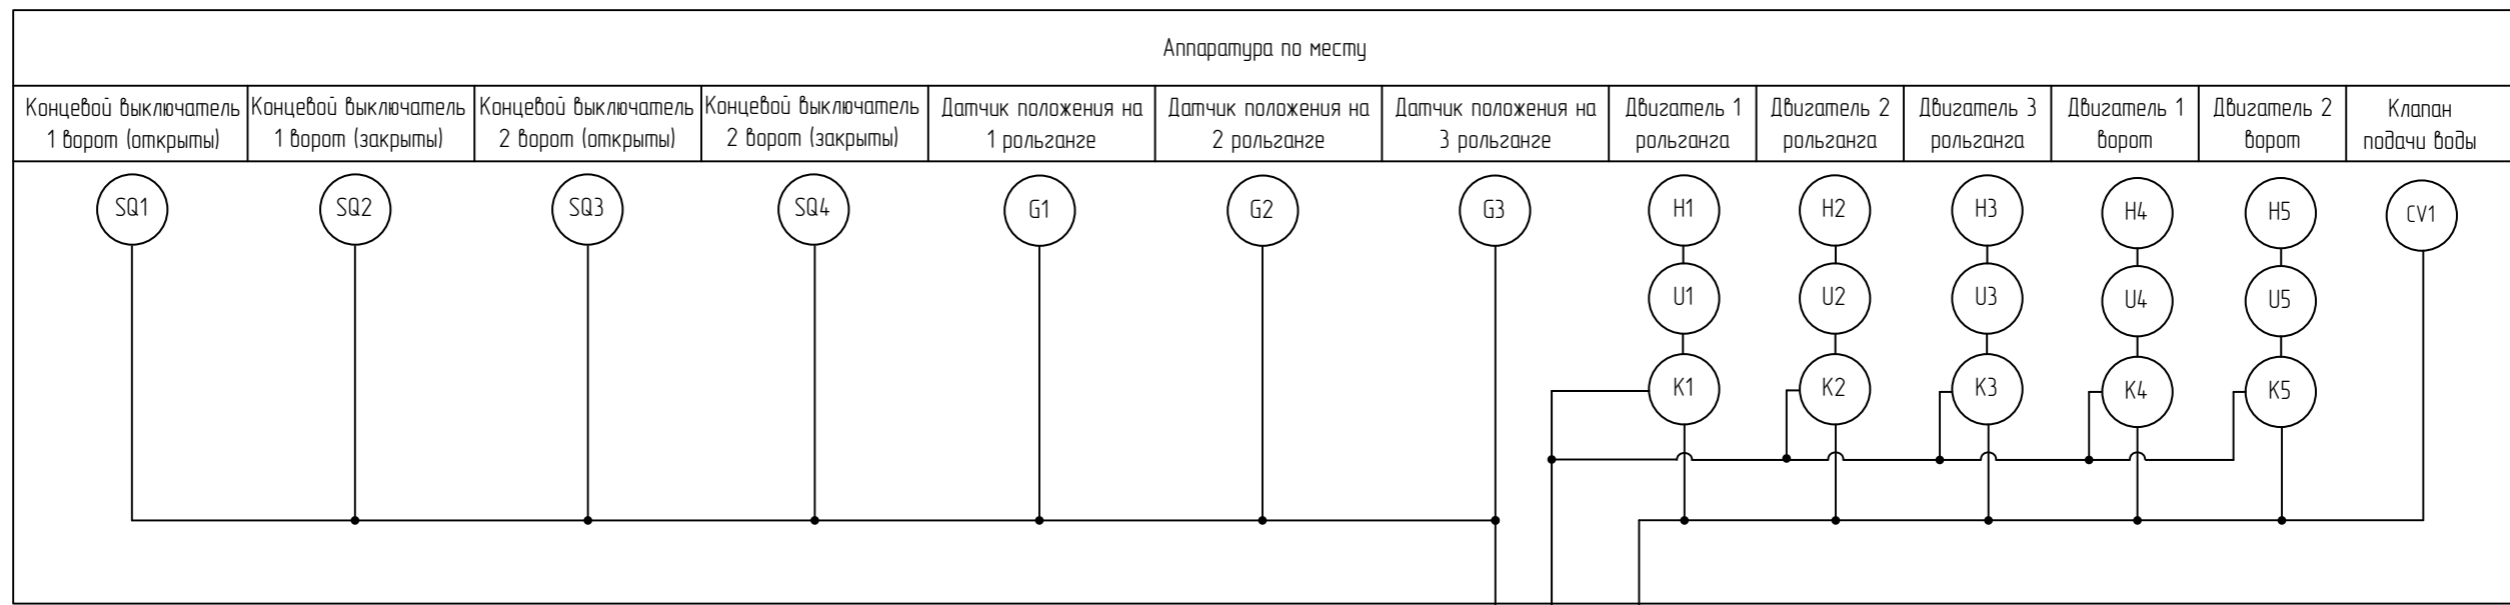 Аппаратура по месту
Концевой выключатель
1 ворот (открыты)
Концевой выключатель
1 ворот (закрыты)
Концевой выключатель
2 ворот (открыты)
Концевой выключатель
2 ворот (закрыты)
Датчик положения на
1 рольганге
Датчик положения на
2 рольганге
Датчик положения на
3 рольганге
Двигатель 1
рольганга
Двигатель 2
рольганга
Двигатель 3
рольганга
Двигатель 1
ворот
Двигатель 2
ворот
Клапан
подачи воды
SQ1
SQ2
SQ3
SQ4
G1
G2
G3
H1
H2
H3
H4
H5
CV1
U1
U2
U3
U4
U5
K1
K2
K3
K4
K5